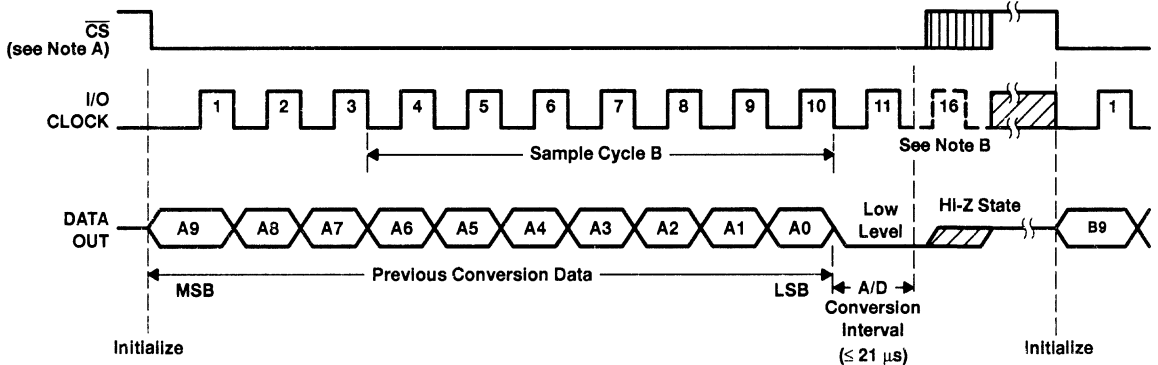 CS
(see Note A)
I/O
CLOCK
1 2 3 4 5 6 7 8 9 10 11 16 1
Sample Cycle B
See Note B
DATA
OUT
A9 A8 A7 A6 A5 A4 A3 A2 A1 A0
Low
Level
Hi-Z State
B9
Previous Conversion Data
MSB
LSB
A/D
Conversion
Interval
(≤ 21 μs)
Initialize
Initialize